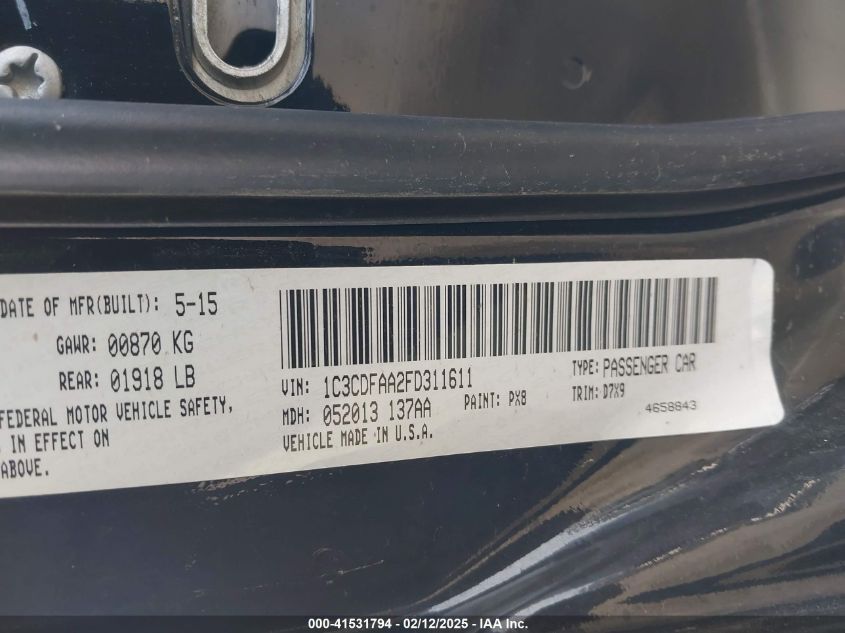 DATE OF MFR(BUILT): 5-15
GAWR: 00870 KG
REAR: 01918 LB
FEDERAL MOTOR VEHICLE SAFETY,
IN EFFECT ON
ABOVE.
VIN: 1C3CDFAA2FD311611
TYPE: PASSENGER CAR
MDH: 052013 137AA
PAINT: PX8
TRIM: D7X9
VEHICLE MADE IN U.S.A.
4658843
000-41531794 - 02/12/2025 - IAA Inc.